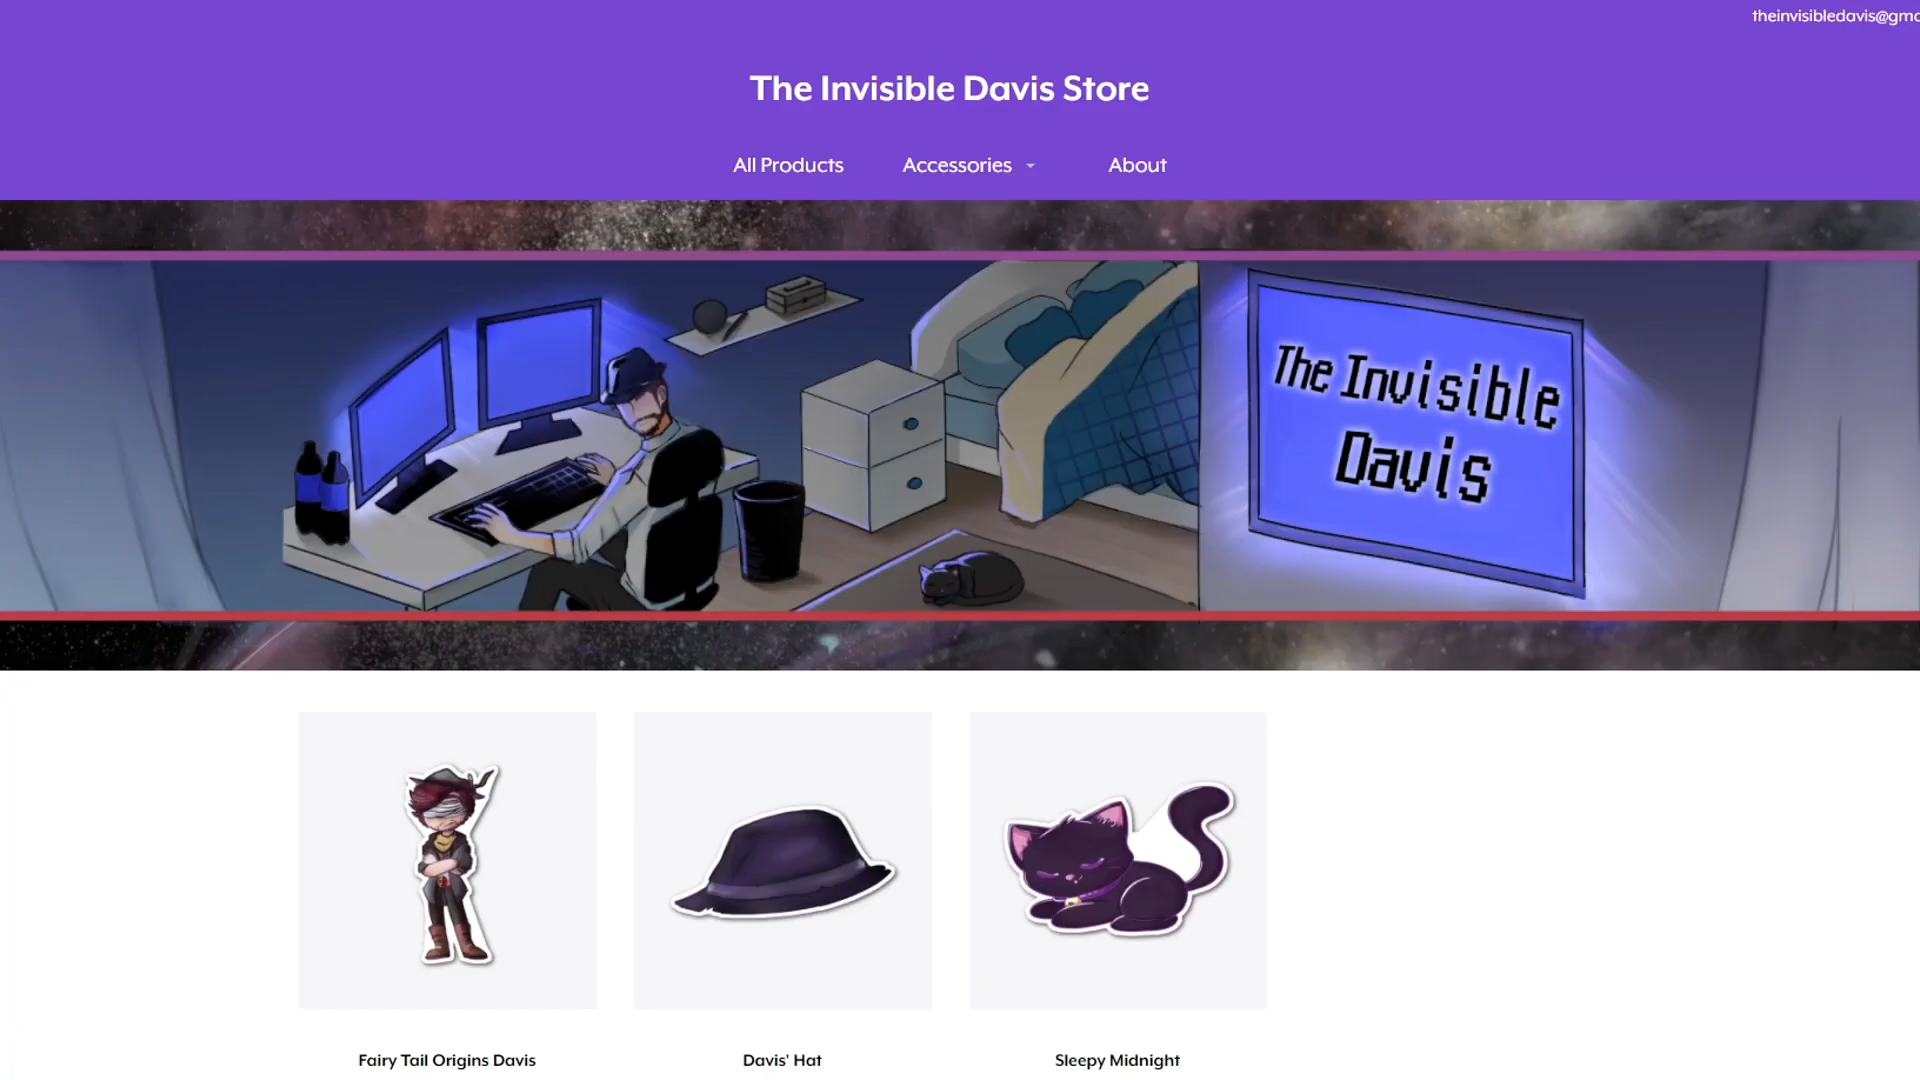 theinvisibledavis@gma
The Invisible Davis Store
All Products
Accessories
About
The Invisible
Davis
Fairy Tail Origins Davis
Davis' Hat
Sleepy Midnight